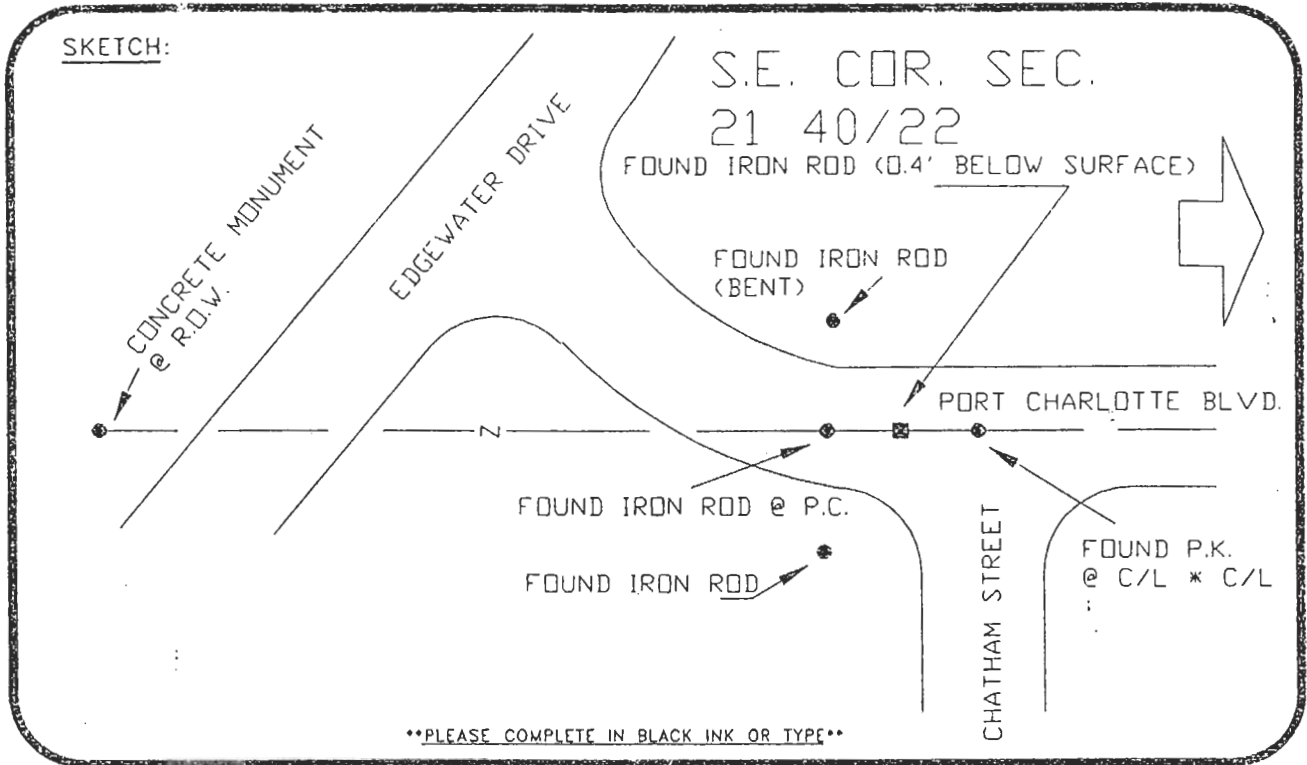 SKETCH:
S.E. COR. SEC.
21 40/22
FOUND IRON ROD (0.4' BELOW SURFACE)
CONCRETE MONUMENT
@ R.O.W.
EDGEWATER DRIVE
FOUND IRON ROD
(BENT)
PORT CHARLOTTE BLVD.
Z
FOUND IRON ROD @ P.C.
FOUND IRON ROD
CHATHAM STREET
FOUND P.K.
@ C/L * C/L
**PLEASE COMPLETE IN BLACK INK OR TYPE**